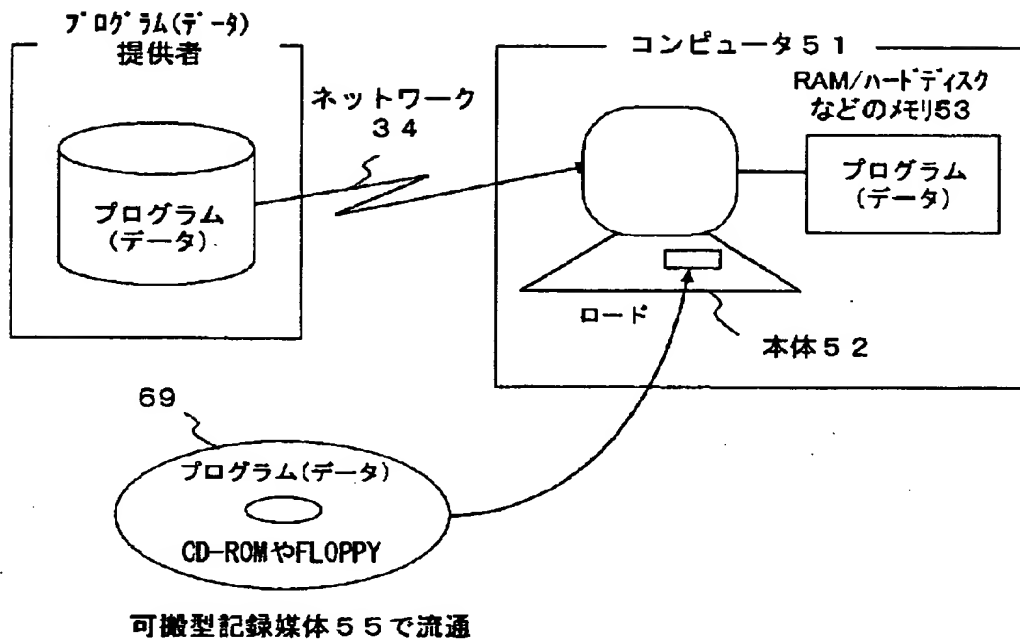 プログラム(データ)
提供者
プログラム
(データ)
ネットワーク
34
コンピュータ51
RAM/ハードディスク
などのメモリ53
プログラム
(データ)
ロード
本体52
69
プログラム(データ)
CD-ROMやFLOPPY
可搬型記録媒体55で流通